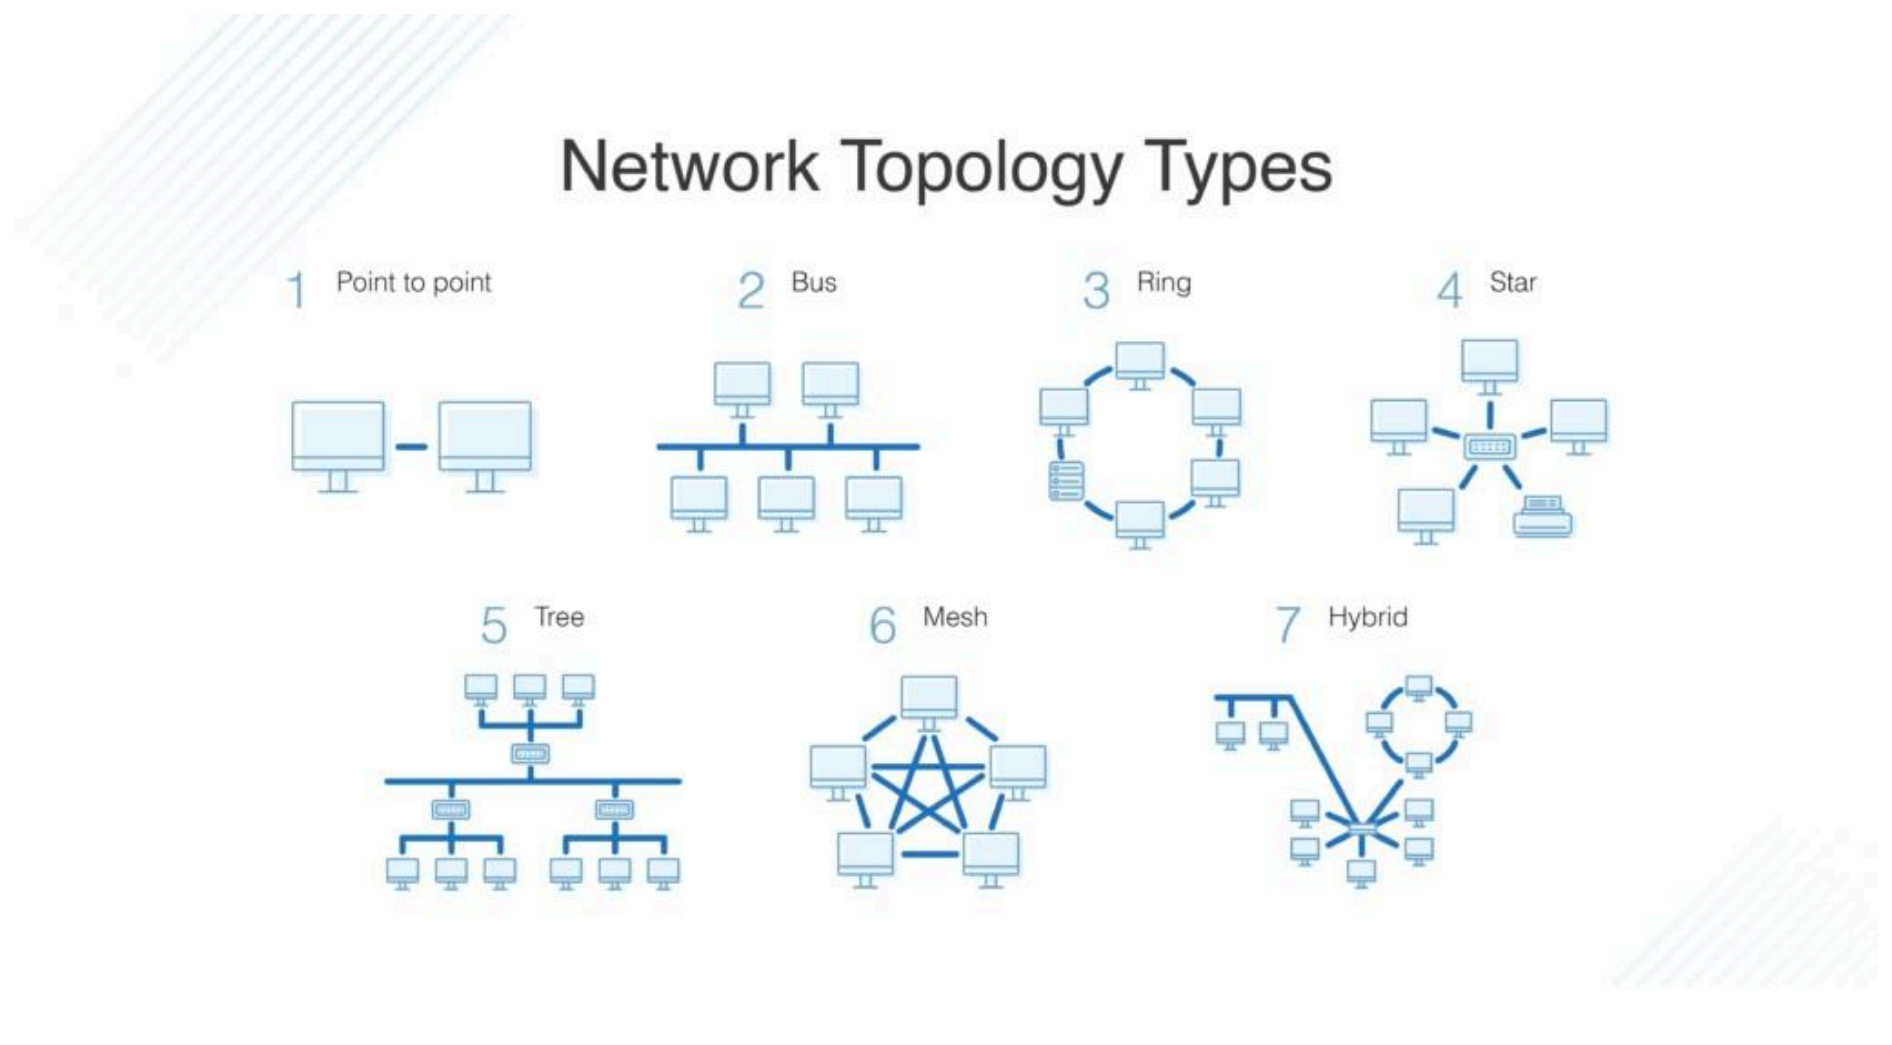 Network Topology Types
1 Point to point
2 Bus
3 Ring
4 Star
5 Tree
6 Mesh
7 Hybrid